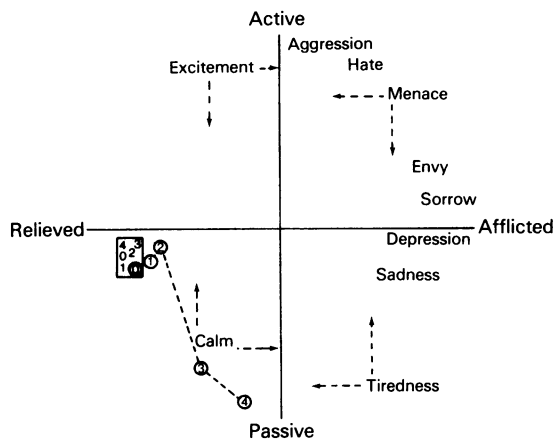 Active
Aggression
Excitement
Hate
Menace
Envy
Sorrow
Relieved
Afflicted
Depression
4 3
2
0
1
0
1
2
Sadness
Calm
3
Tiredness
4
Passive